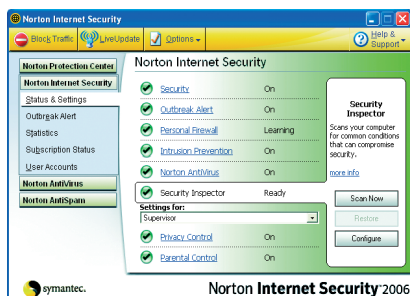 Norton Internet Security
Block Traffic LiveUpdate Options Help & Support
Norton Protection Center
Norton Internet Security
Status & Settings
Outbreak Alert
Statistics
Subscription Status
User Accounts
Norton AntiVirus
Norton AntiSpam
Norton Internet Security
Security On
Outbreak Alert On
Personal Firewall Learning
Intrusion Prevention On
Norton AntiVirus On
Security Inspector Ready
Settings for:
Supervisor
Privacy Control On
Parental Control On
Security
Inspector
Scans your computer
for common conditions
that can compromise
security.
more info
Scan Now
Restore
Configure
symantec.
Norton Internet Security 2006